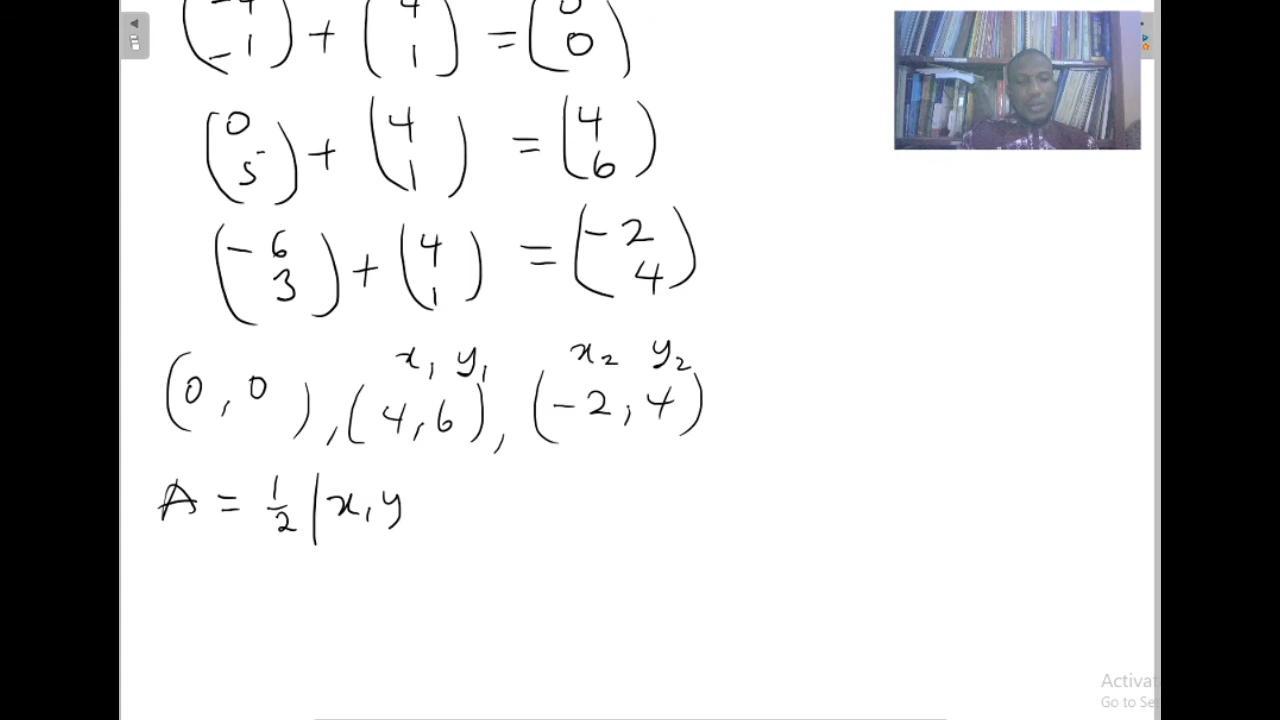 (-4 -1) + (4 1) = (0 0)
(0 5) + (4 1) = (4 6)
(-6 3) + (4 1) = (-2 4)
x₁ y₁ x₂ y₂
(0, 0), (4, 6), (-2, 4)
A = 1/2 | x₁y
Activat
Go to Se